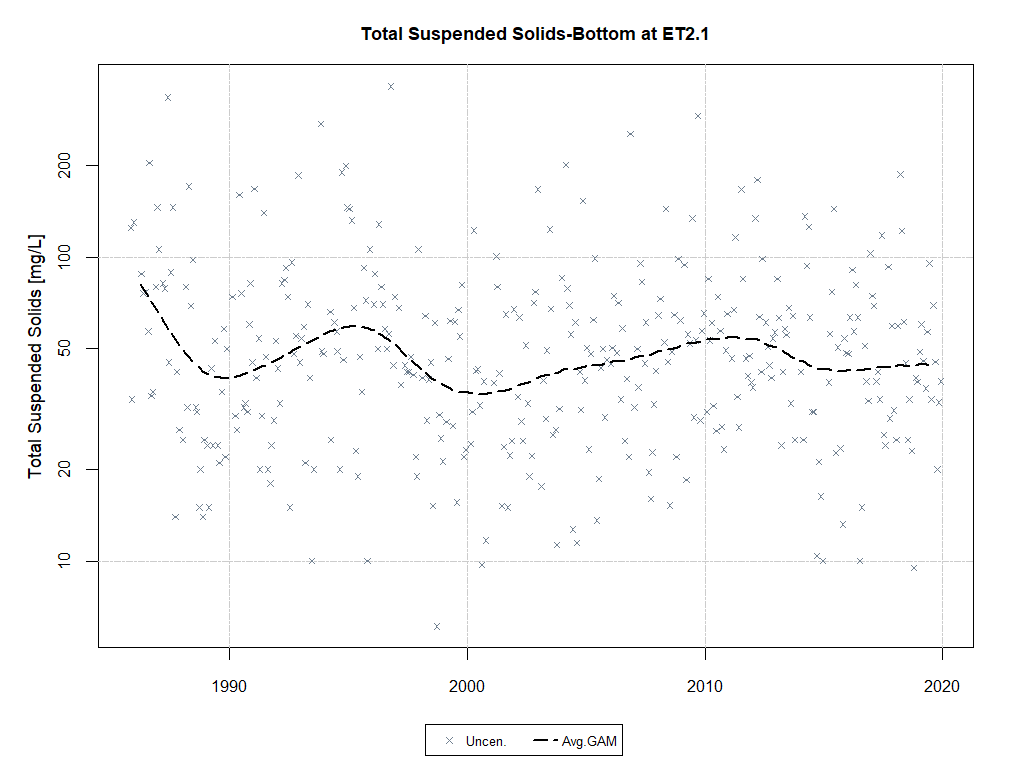 Total Suspended Solids-Bottom at ET2.1
Total Suspended Solids [mg/L]
200
100
50
20
10
1990 2000 2010 2020
Uncen. Avg.GAM